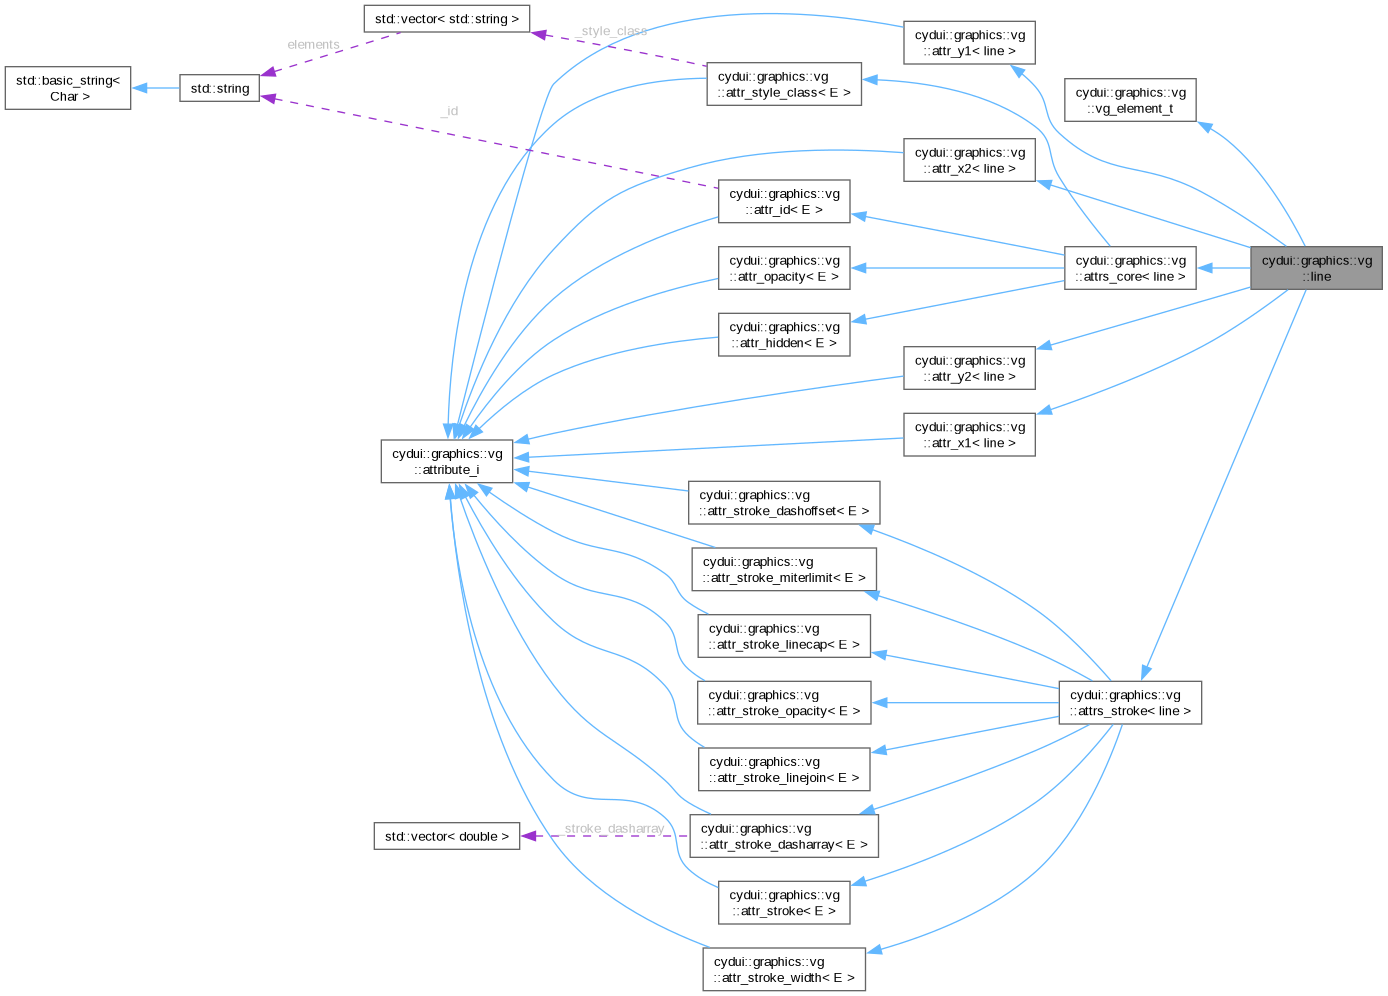 std::vector< std::string >
elements
_style_class
cydui::graphics::vg
::attr_y1< line >
std::basic_string<
Char >
std::string
cydui::graphics::vg
::attr_style_class< E >
cydui::graphics::vg
::vg_element_t
_id
cydui::graphics::vg
::attr_x2< line >
cydui::graphics::vg
::attr_id< E >
cydui::graphics::vg
::attr_opacity< E >
cydui::graphics::vg
::attrs_core< line >
cydui::graphics::vg
::line
cydui::graphics::vg
::attr_hidden< E >
cydui::graphics::vg
::attr_y2< line >
cydui::graphics::vg
::attr_x1< line >
cydui::graphics::vg
::attribute_i
cydui::graphics::vg
::attr_stroke_dashoffset< E >
cydui::graphics::vg
::attr_stroke_miterlimit< E >
cydui::graphics::vg
::attr_stroke_linecap< E >
cydui::graphics::vg
::attr_stroke_opacity< E >
cydui::graphics::vg
::attrs_stroke< line >
cydui::graphics::vg
::attr_stroke_linejoin< E >
std::vector< double >
_stroke_dasharray
cydui::graphics::vg
::attr_stroke_dasharray< E >
cydui::graphics::vg
::attr_stroke< E >
cydui::graphics::vg
::attr_stroke_width< E >